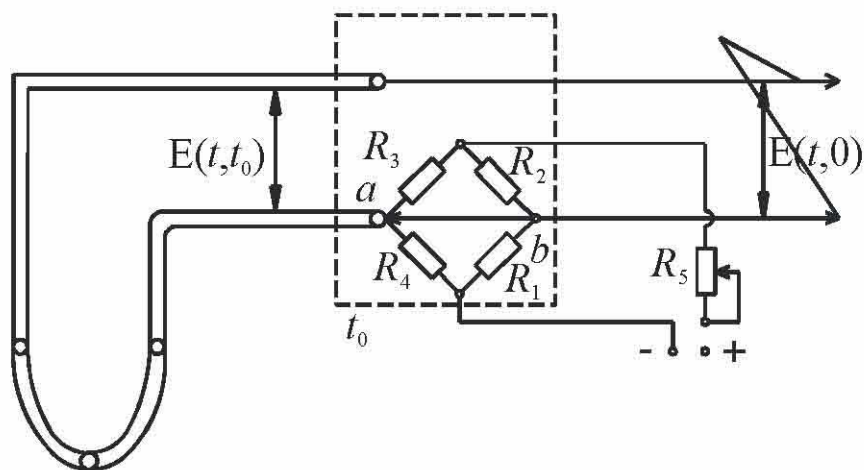 E(t,t₀)
R₃
R₂
a
b
R₄
R₁
R₅
t₀
E(t,0)
- +